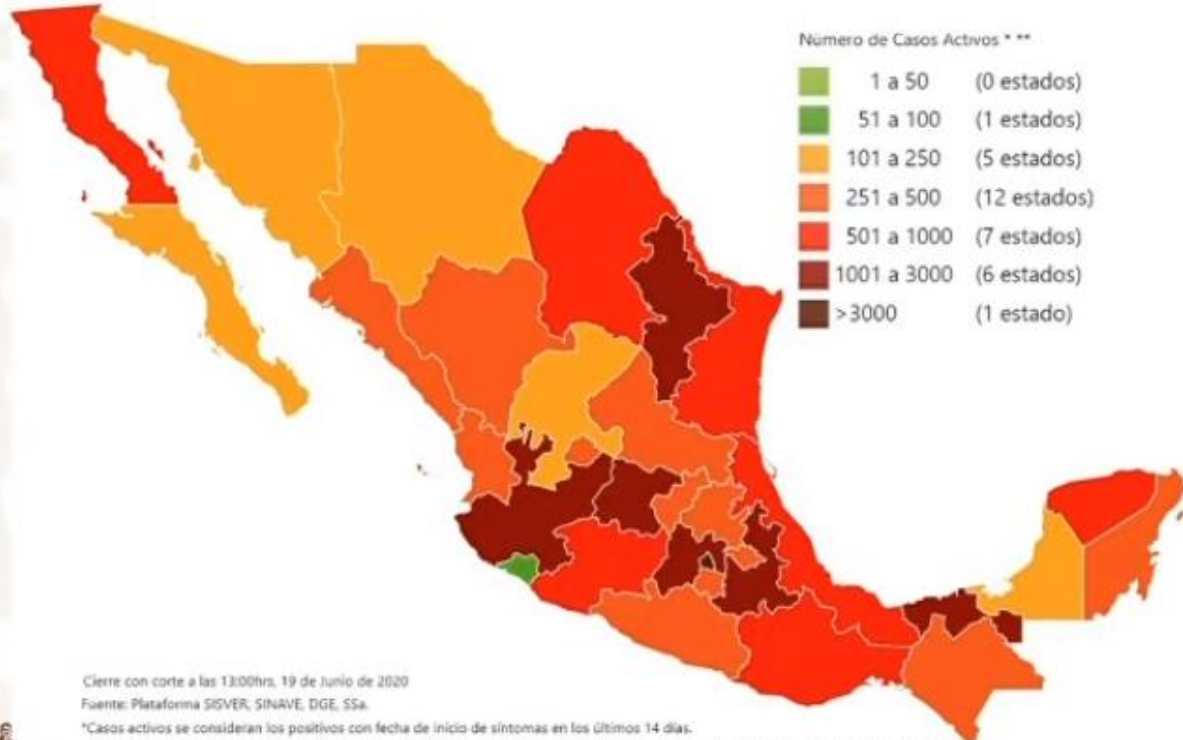 Número de Casos Activos * **
1 a 50 (0 estados)
51 a 100 (1 estados)
101 a 250 (5 estados)
251 a 500 (12 estados)
501 a 1000 (7 estados)
1001 a 3000 (6 estados)
>3000 (1 estado)
Cierre con corte a las 13:00hrs, 19 de Junio de 2020
Fuente: Plataforma SISVER, SINAVE, DGE, SSa.
*Casos activos se consideran los positivos con fecha de inicio de síntomas en los últimos 14 días.